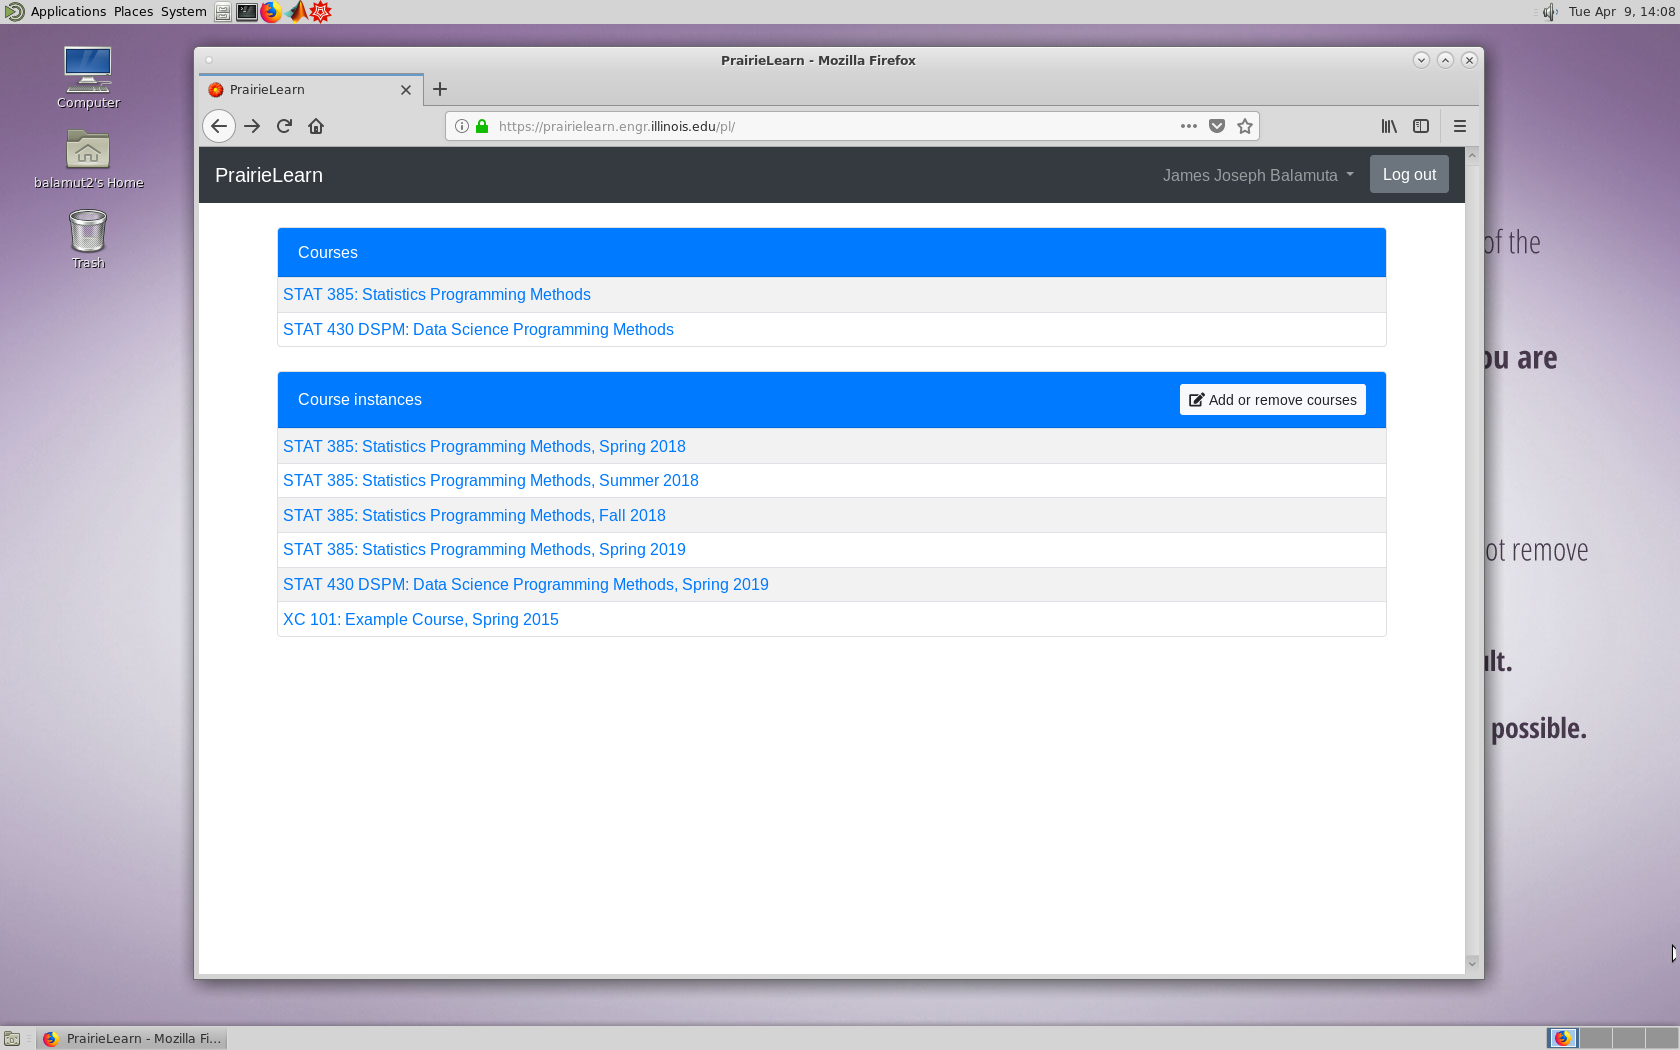 Applications Places System
Tue Apr 9, 14:08
Computer
balamut2's Home
Trash
PrairieLearn - Mozilla Firefox
PrairieLearn
https://prairielearn.engr.illinois.edu/pl/
PrairieLearn
James Joseph Balamuta
Log out
Courses
STAT 385: Statistics Programming Methods
STAT 430 DSPM: Data Science Programming Methods
Course instances
Add or remove courses
STAT 385: Statistics Programming Methods, Spring 2018
STAT 385: Statistics Programming Methods, Summer 2018
STAT 385: Statistics Programming Methods, Fall 2018
STAT 385: Statistics Programming Methods, Spring 2019
STAT 430 DSPM: Data Science Programming Methods, Spring 2019
XC 101: Example Course, Spring 2015
of the
are
remove
possible.
PrairieLearn - Mozilla Fi...